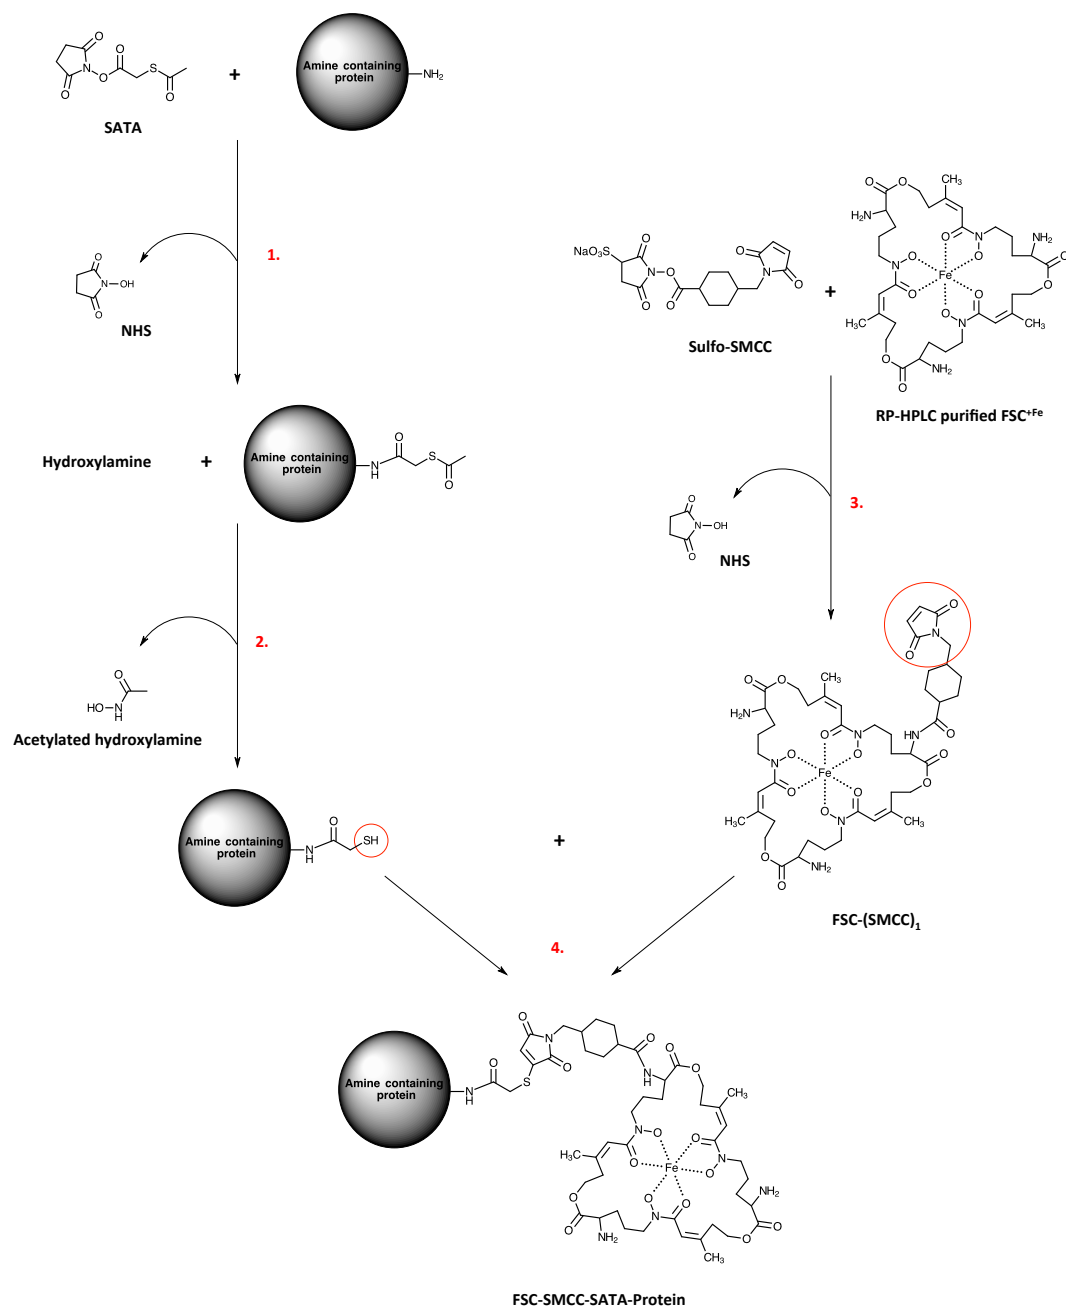 Amine containing
protein
NH2
SATA
+
1.
NHS
Sulfo-SMCC
+
RP-HPLC purified FSC+Fe
Hydroxylamine
+
Amine containing
protein
3.
NHS
2.
Acetylated hydroxylamine
Amine containing
protein
SH
+
FSC-(SMCC)1
4.
Amine containing
protein
FSC-SMCC-SATA-Protein